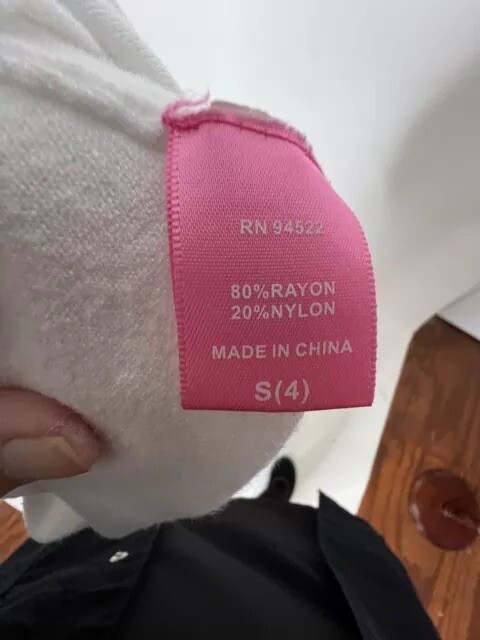 RN 94522
80%RAYON
20%NYLON
MADE IN CHINA
S(4)